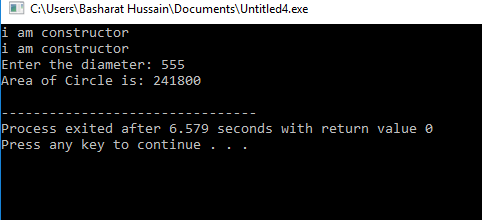 C:\Users\Basharat Hussain\Documents\Untitled4.exe
i am constructor
i am constructor
Enter the diameter: 555
Area of Circle is: 241800
--------------------------------
Process exited after 6.579 seconds with return value 0
Press any key to continue . . .